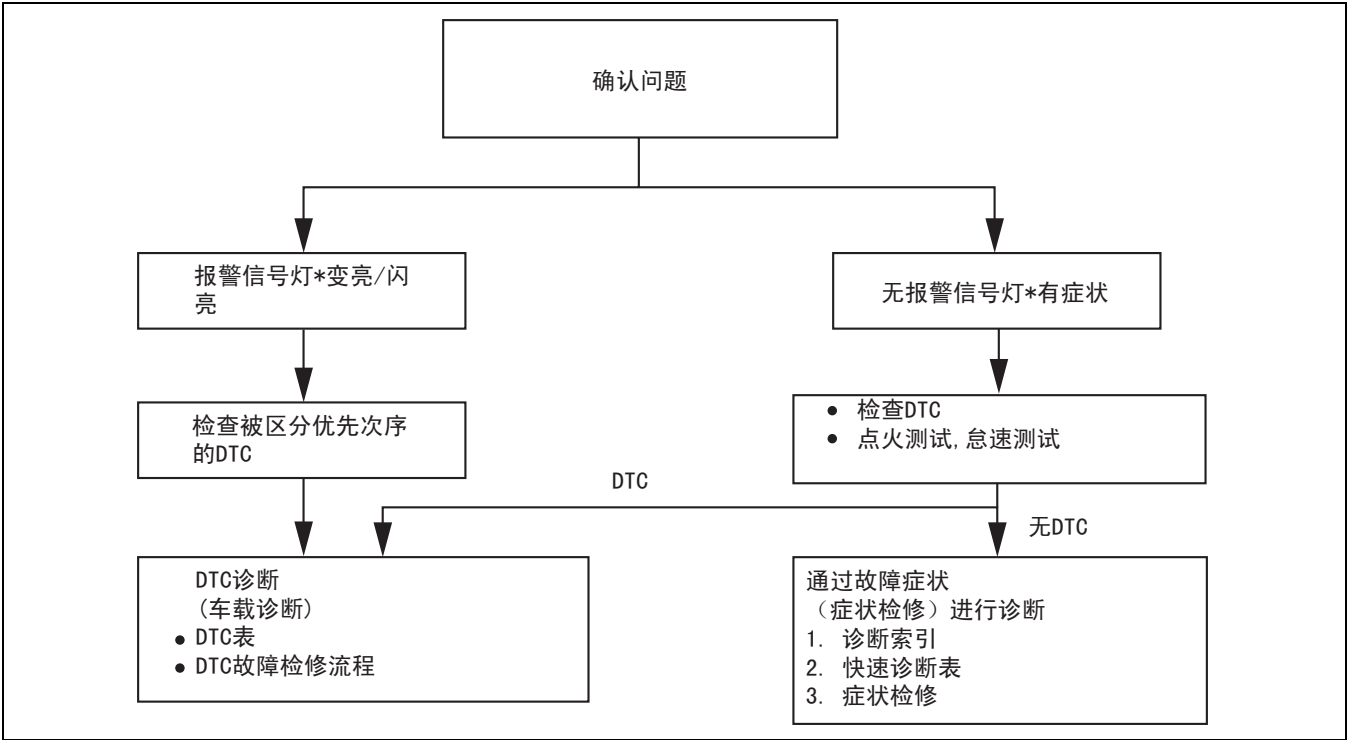 确认问题
报警信号灯*变亮/闪
亮
无报警信号灯*有症状
检查被区分优先次序
的DTC
● 检查DTC
● 点火测试,怠速测试
DTC
无DTC
DTC诊断
(车载诊断)
● DTC表
● DTC故障检修流程
通过故障症状
（症状检修）进行诊断
1. 诊断索引
2. 快速诊断表
3. 症状检修